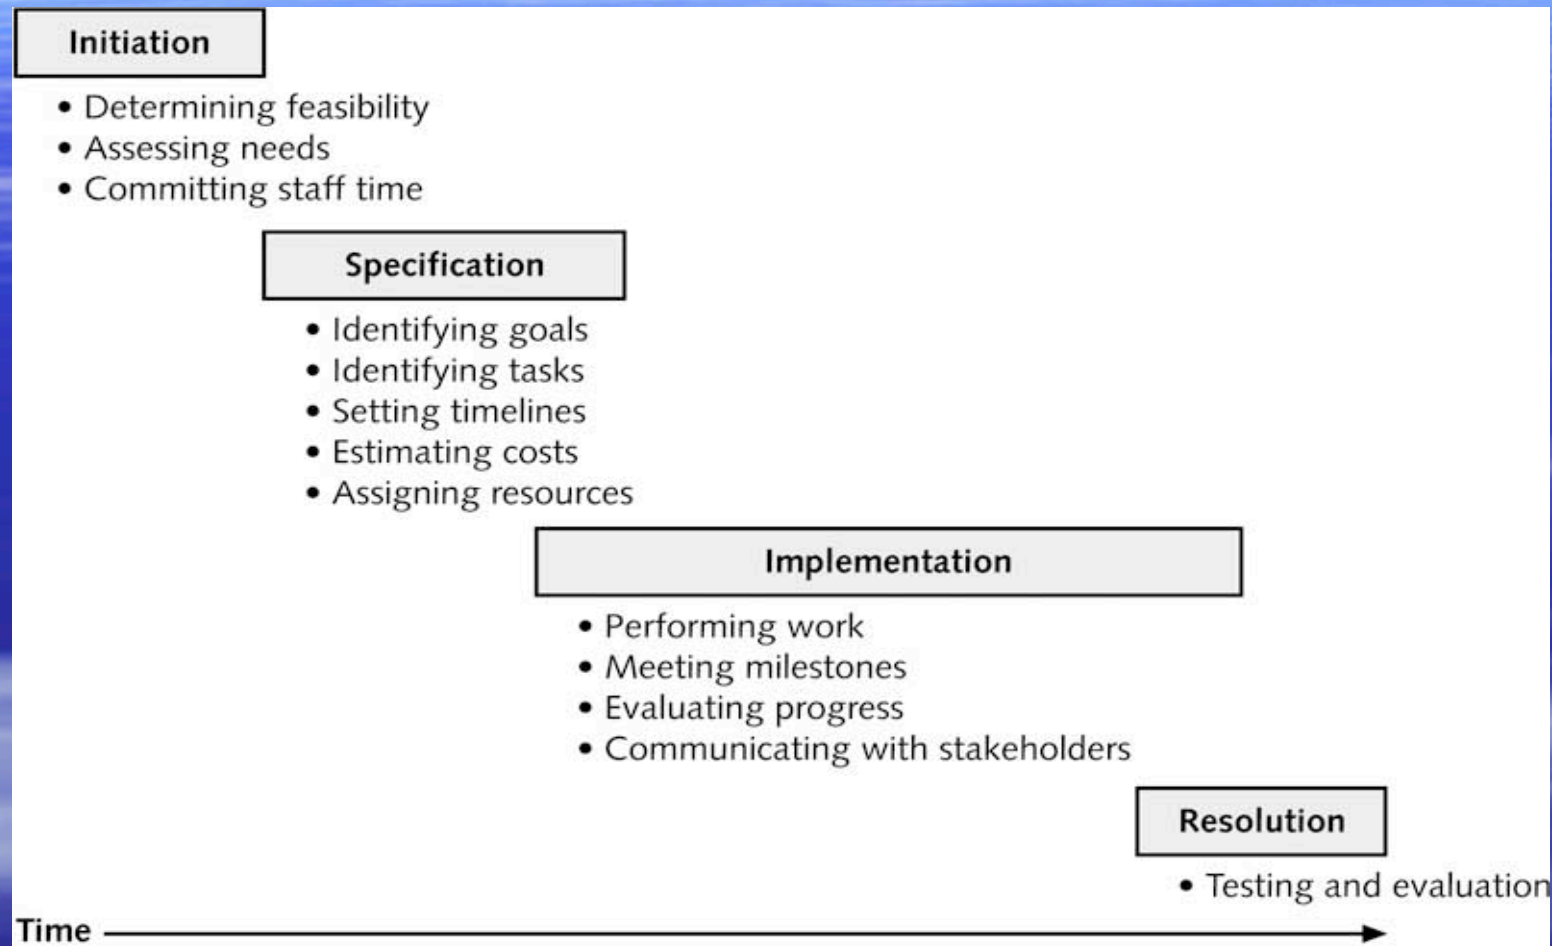 Initiation
• Determining feasibility
• Assessing needs
• Committing staff time
Specification
• Identifying goals
• Identifying tasks
• Setting timelines
• Estimating costs
• Assigning resources
Implementation
• Performing work
• Meeting milestones
• Evaluating progress
• Communicating with stakeholders
Resolution
• Testing and evaluation
Time